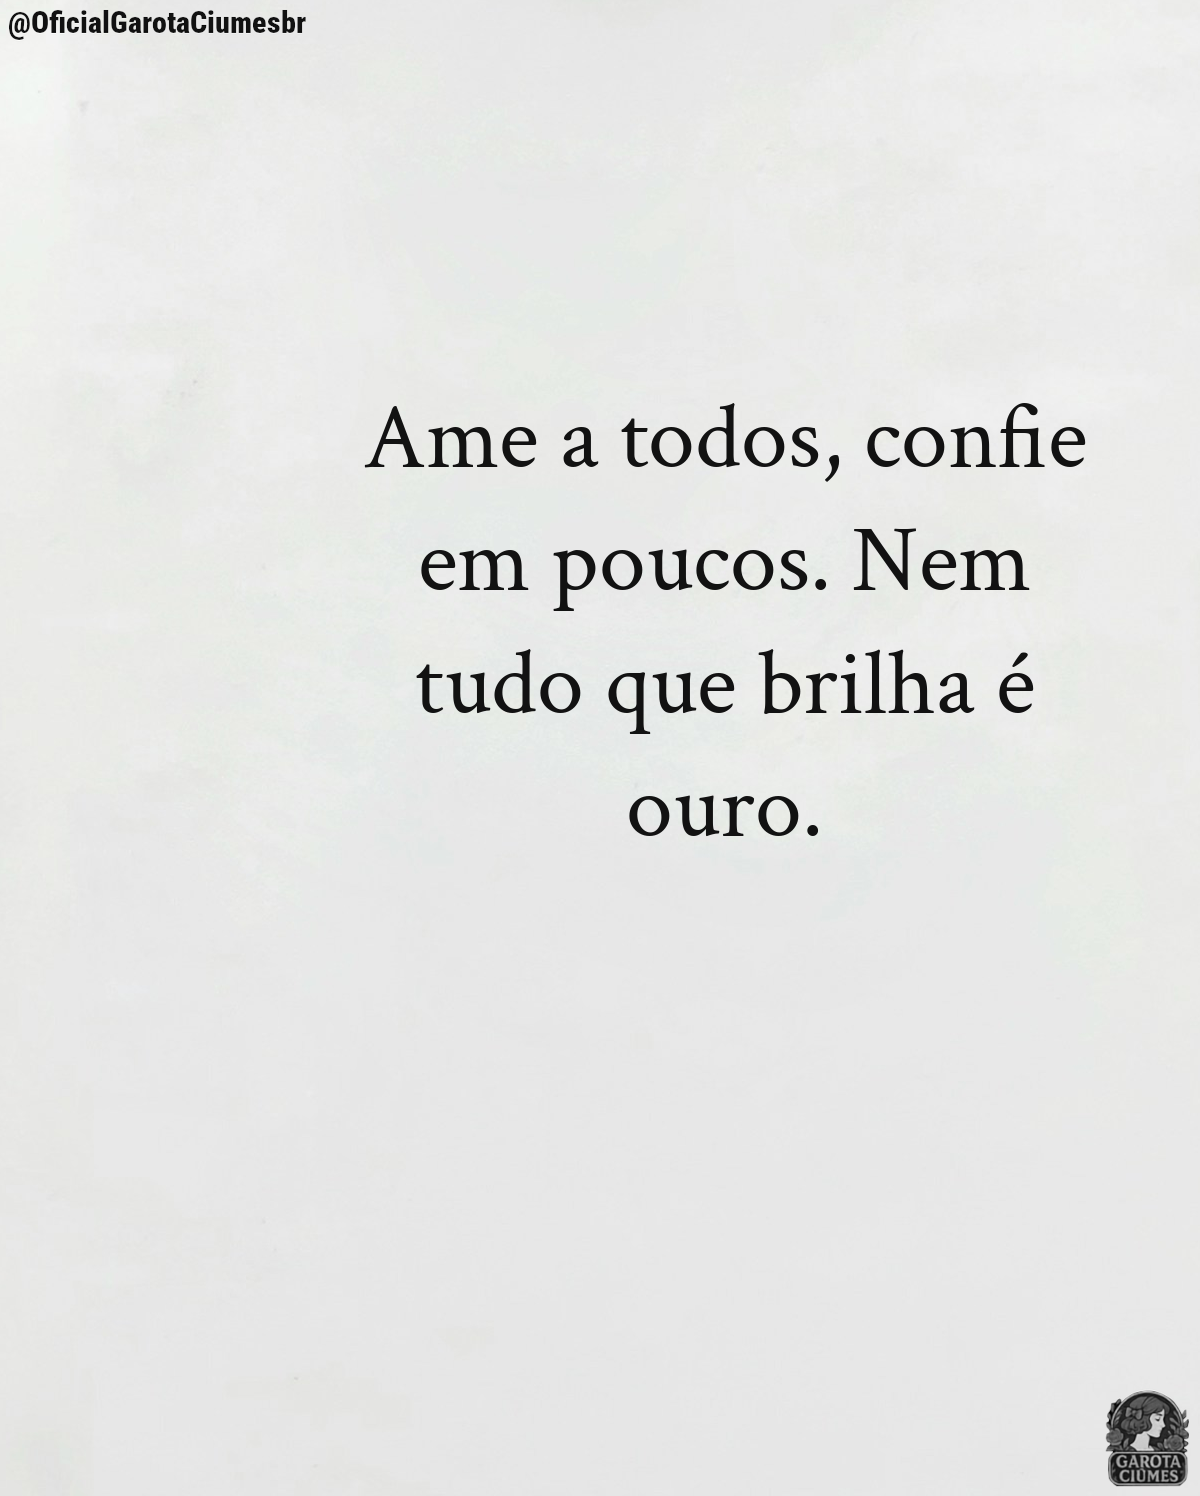 @OficialGarotaCiumesbr
Ame a todos, confie
em poucos. Nem
tudo que brilha é
ouro.
GAROTA
CIÚMES